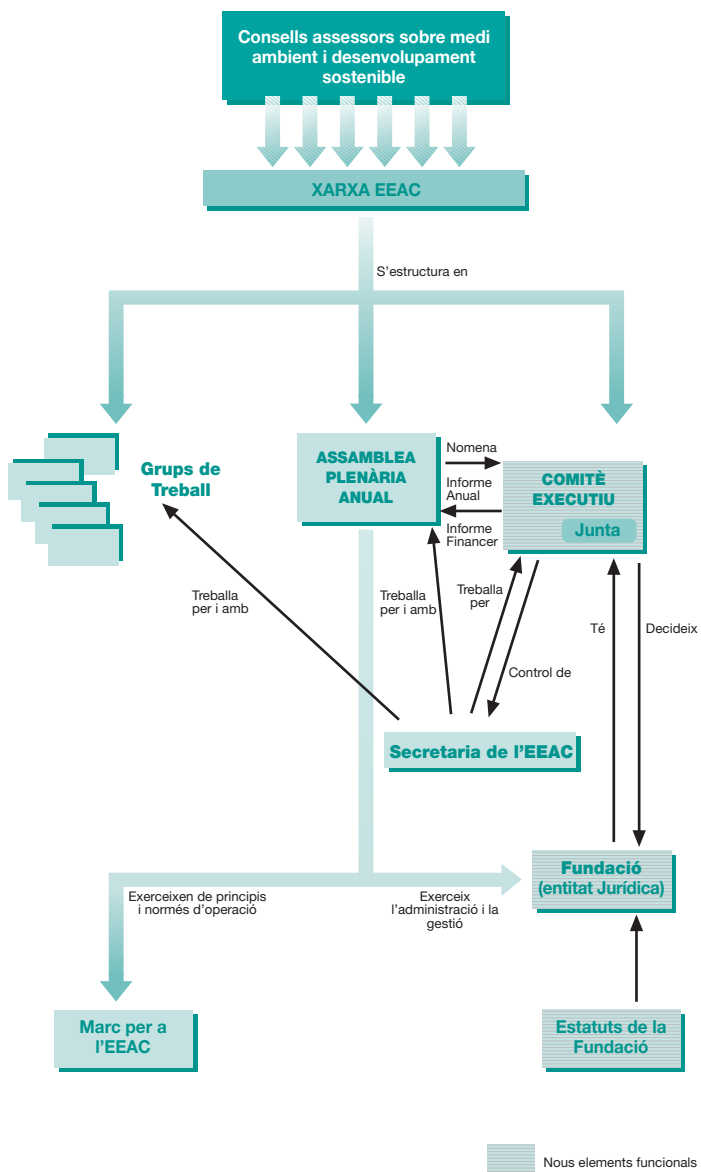 Consells assessors sobre medi
ambient i desenvolupament
sostenible
XARXA EEAC
S'estructura en
Grups de
Treball
ASSAMBLEA
PLENÀRIA
ANUAL
Nomena
Informe
Anual
Informe
Financer
COMITÈ
EXECUTIU
Junta
Treballa
per i amb
Treballa
per i amb
Treballa
per
Control de
Té
Decideix
Secretaria de l'EEAC
Exerceixen de principis
i normés d'operació
Exerceix
l'administració i la
gestió
Fundació
(entitat Jurídica)
Marc per a
l'EEAC
Estatuts de la
Fundació
Nous elements funcionals